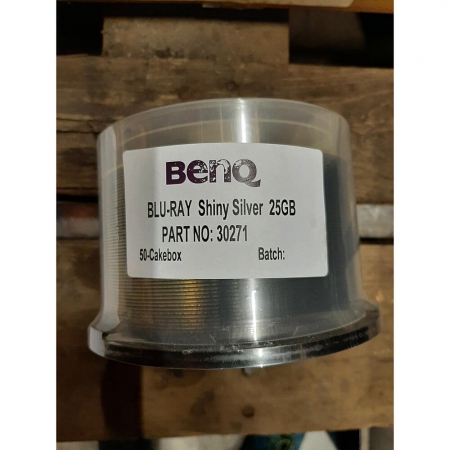 BenQ
BLU-RAY Shiny Silver 25GB
PART NO: 30271
50-Cakebox Batch: